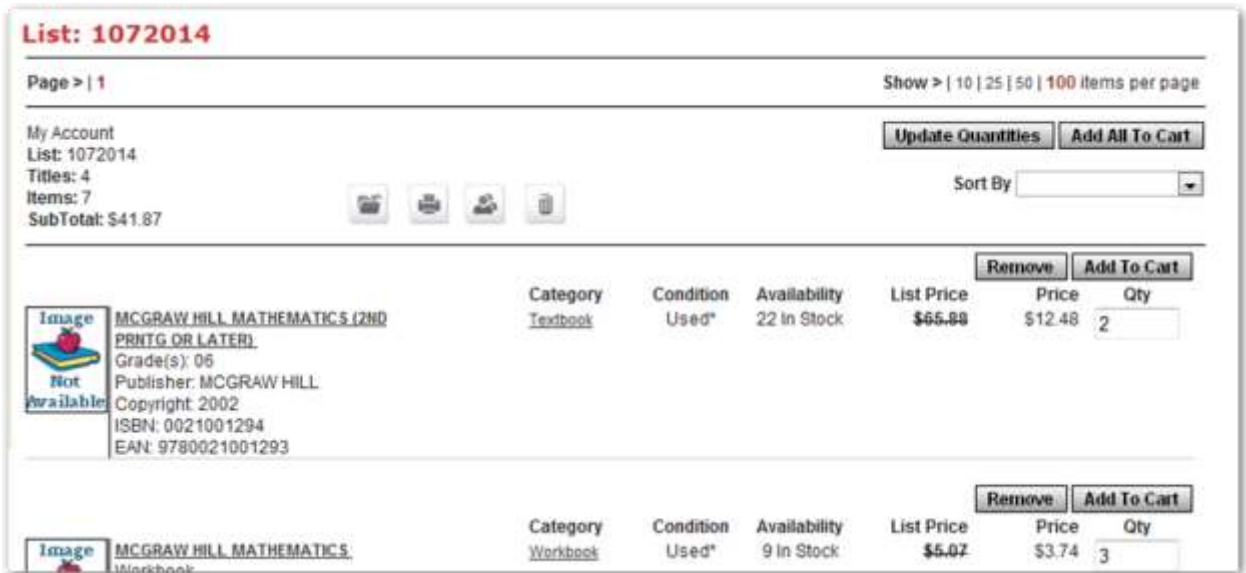 List: 1072014
Page > | 1
Show > | 10 | 25 | 50 | 100 items per page
My Account
List: 1072014
Titles: 4
Items: 7
SubTotal: $41.87
Update Quantities
Add All To Cart
Sort By
Remove
Add To Cart
Category Condition Availability List Price Price Qty
Image Not Available
MCGRAW HILL MATHEMATICS (2ND
PRNTG OR LATER)
Grade(s): 06
Publisher: MCGRAW HILL
Copyright: 2002
ISBN: 0021001294
EAN: 9780021001293
Textbook Used* 22 In Stock $65.88 $12.48 2
Remove
Add To Cart
Category Condition Availability List Price Price Qty
Image
MCGRAW HILL MATHEMATICS
Workbook
Workbook Used* 9 In Stock $5.07 $3.74 3